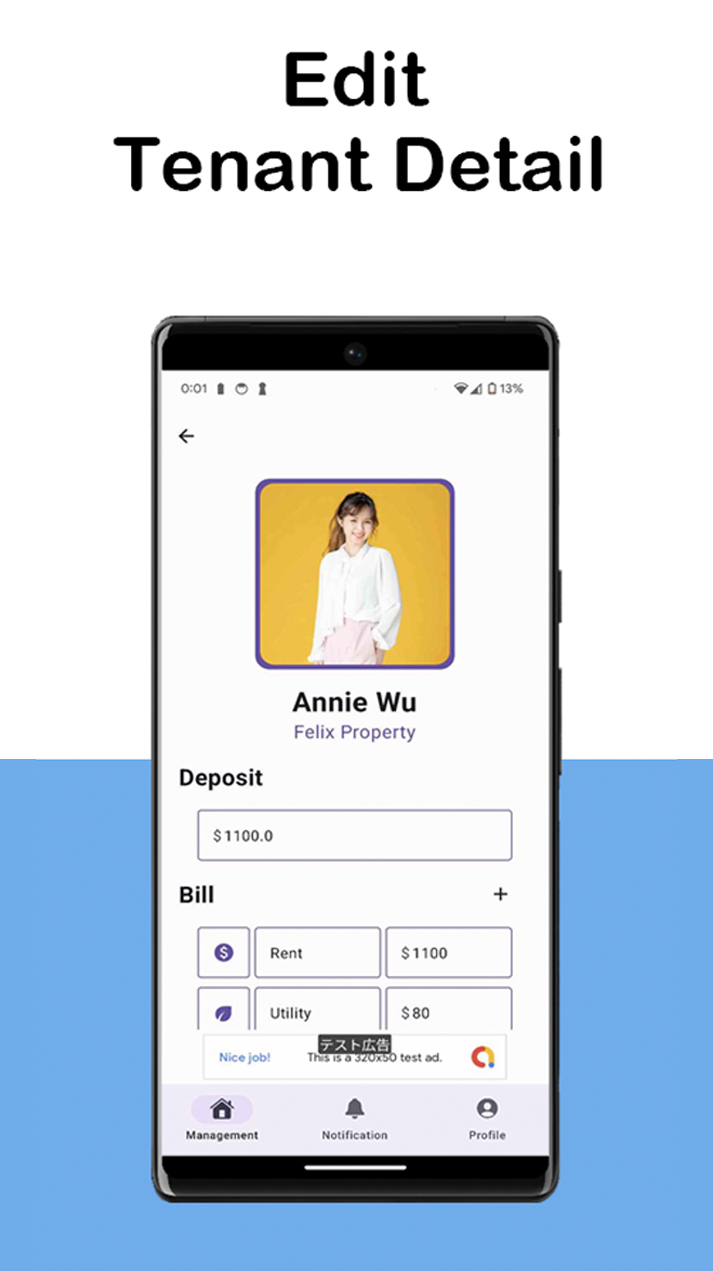 Edit
Tenant Detail
0:01 13%
Annie Wu
Felix Property
Deposit
$1100.0
Bill +
Rent $1100
Utility $80
テスト広告
Nice job! This is a 320x50 test ad.
Management Notification Profile